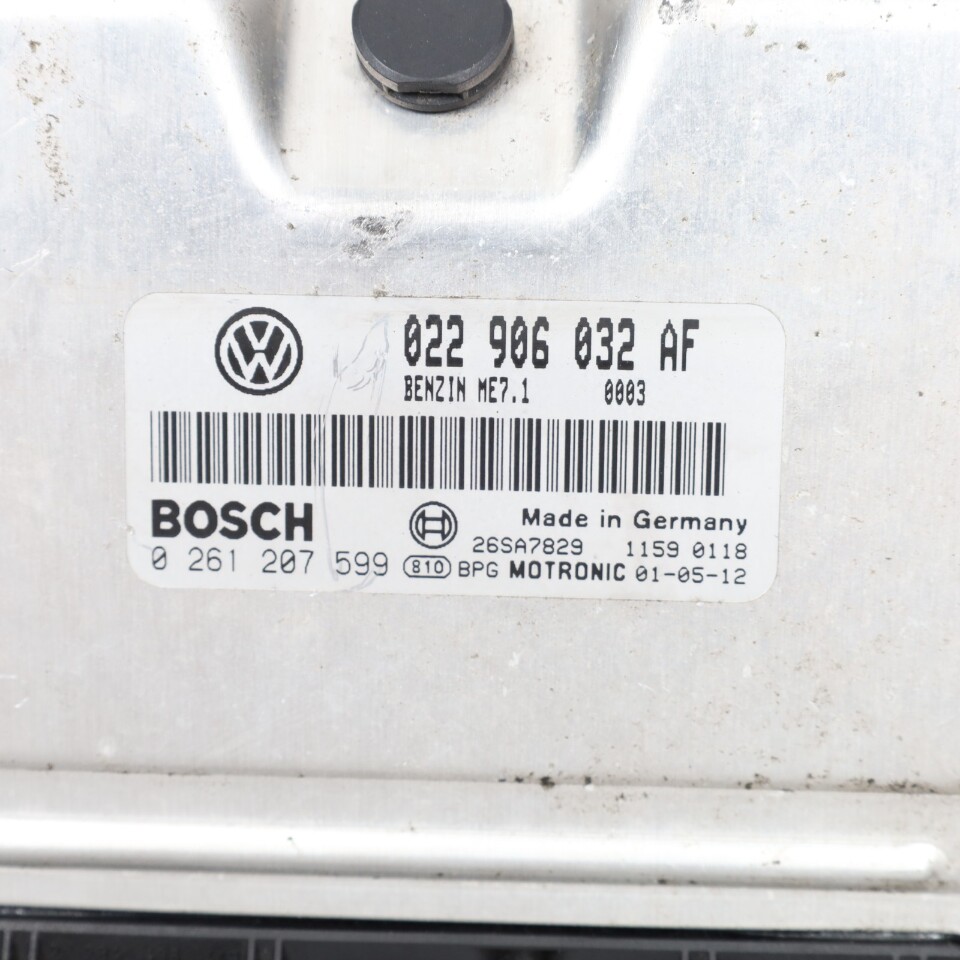 022 906 032 AF
BENZIN ME7.1 0003
BOSCH
Made in Germany
26SA7829 1159 0118
0 261 207 599 810 BPG MOTRONIC 01-05-12